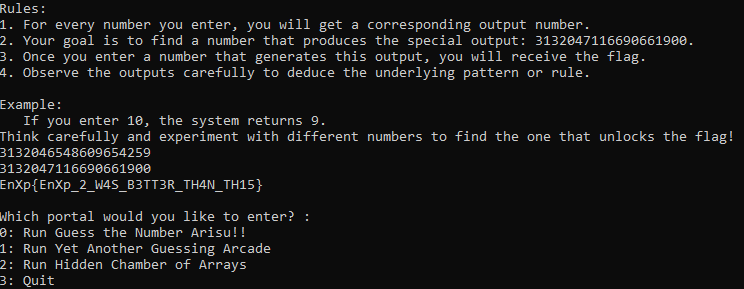 Rules:
1. For every number you enter, you will get a corresponding output number.
2. Your goal is to find a number that produces the special output: 3132047116690661900.
3. Once you enter a number that generates this output, you will receive the flag.
4. Observe the outputs carefully to deduce the underlying pattern or rule.
Example:
If you enter 10, the system returns 9.
Think carefully and experiment with different numbers to find the one that unlocks the flag!
3132046548609654259
3132047116690661900
EnXp{EnXp_2_W4S_B3TT3R_TH4N_TH15}
Which portal would you like to enter? :
0: Run Guess the Number Arisu!!
1: Run Yet Another Guessing Arcade
2: Run Hidden Chamber of Arrays
3: Quit